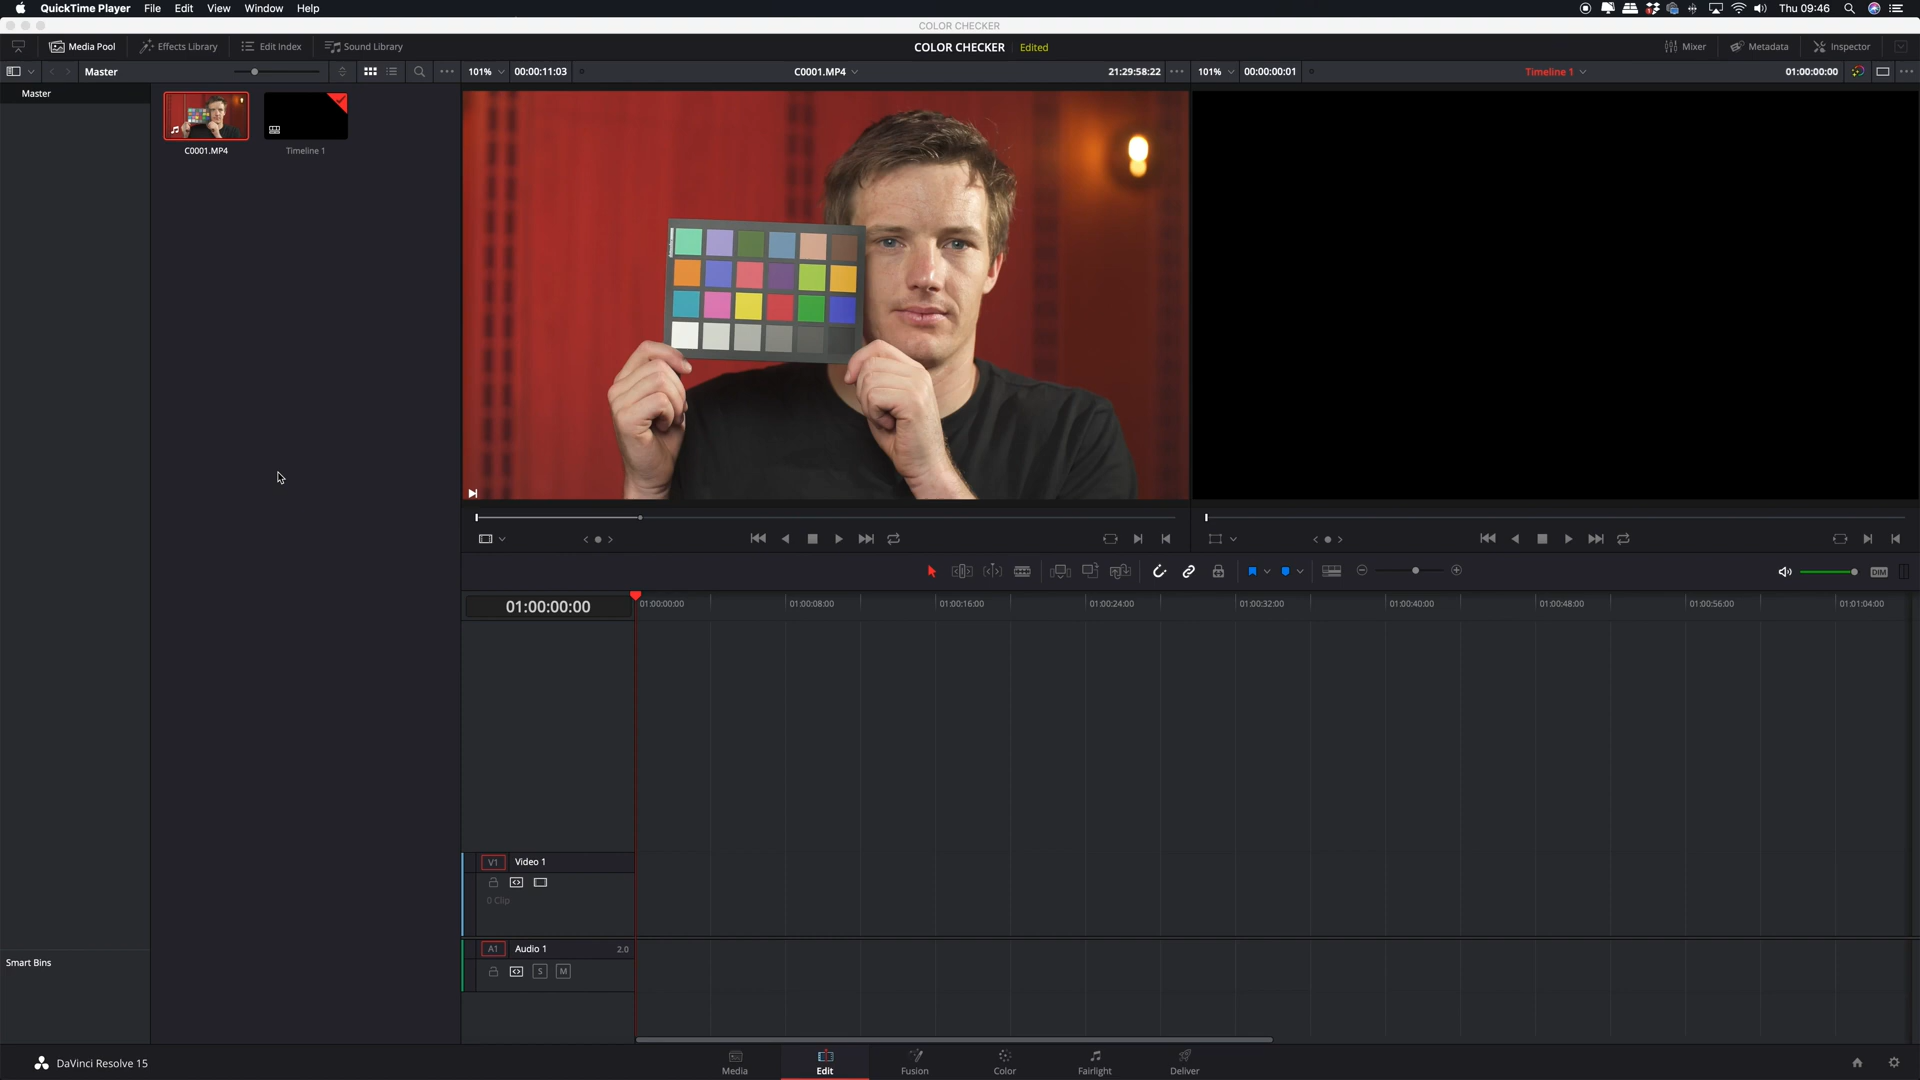 QuickTime Player File Edit View Window Help
Thu 09:46
COLOR CHECKER
Media Pool Effects Library Edit Index Sound Library
COLOR CHECKER Edited
Mixer Metadata Inspector
Master
101% 00:00:11:03 C0001.MP4 21:29:58:22
101% 00:00:00:01 Timeline 1 01:00:00:00
Master
C0001.MP4 Timeline 1
DIM
01:00:00:00
01:00:00:00 01:00:08:00 01:00:16:00 01:00:24:00 01:00:32:00 01:00:40:00 01:00:48:00 01:00:56:00 01:01:04:00
V1 Video 1
0 Clip
A1 Audio 1 2.0
S M
Smart Bins
DaVinci Resolve 15
Media Edit Fusion Color Fairlight Deliver